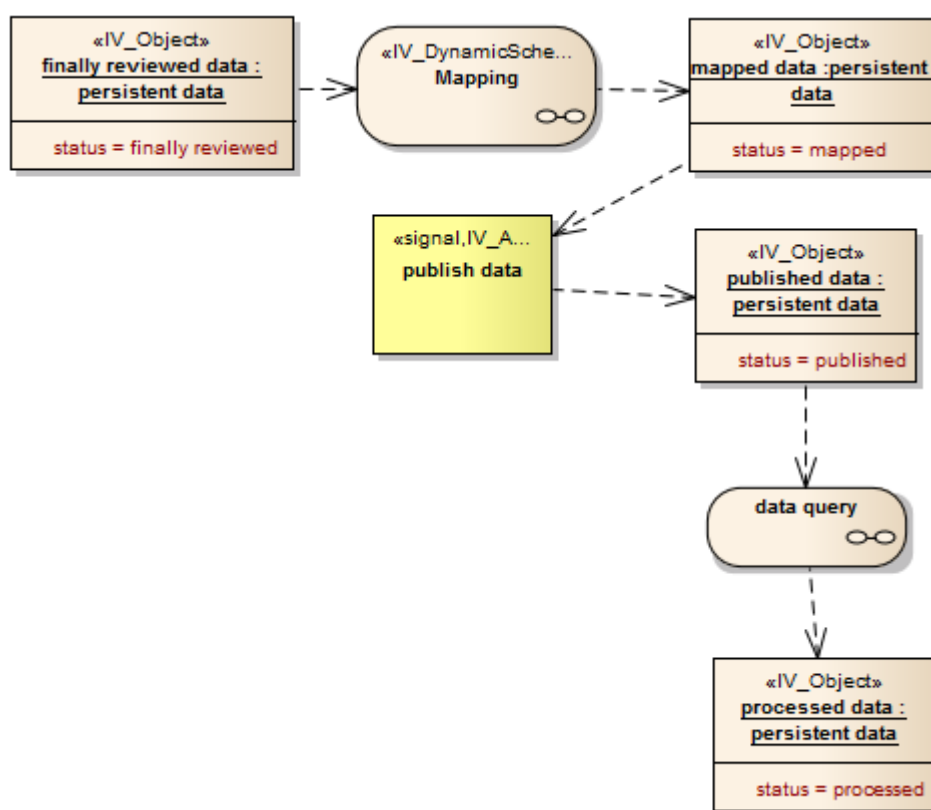 «IV_Object»
finally reviewed data :
persistent data
status = finally reviewed
«IV_DynamicSche...
Mapping
«IV_Object»
mapped data :persistent
data
status = mapped
«signal,IV_A...
publish data
«IV_Object»
published data :
persistent data
status = published
data query
«IV_Object»
processed data :
persistent data
status = processed